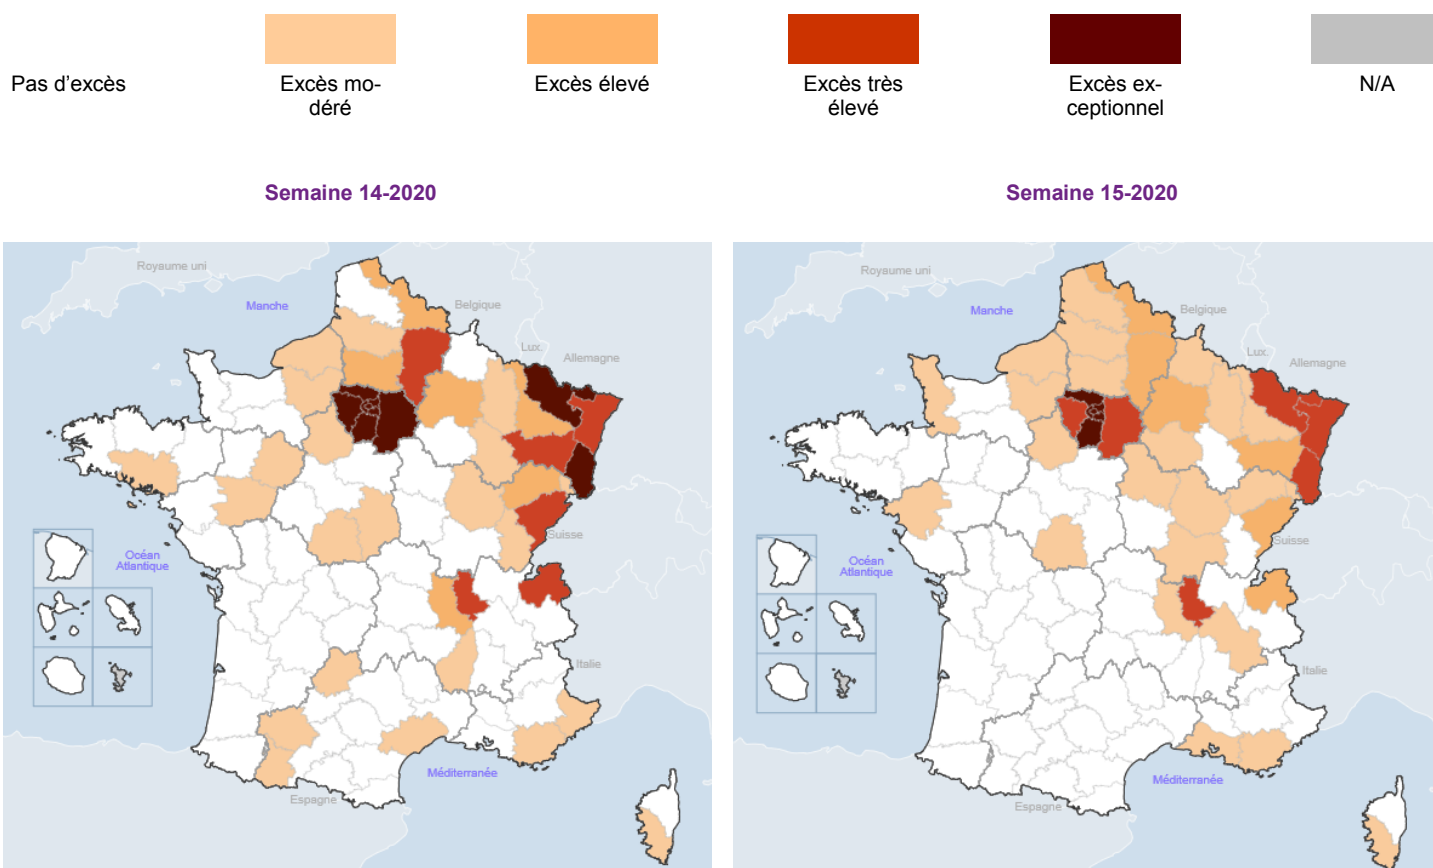 Pas d'excès
Excès mo-
déré
Excès élevé
Excès très
élevé
Excès ex-
ceptionnel
N/A
Semaine 14-2020
Semaine 15-2020
Royaume uni
Manche
Belgique
Lux.
Allemagne
Suisse
Océan
Atlantique
Italie
Méditerranée
Espagne
Royaume uni
Manche
Belgique
Lux.
Allemagne
Suisse
Océan
Atlantique
Italie
Méditerranée
Espagne